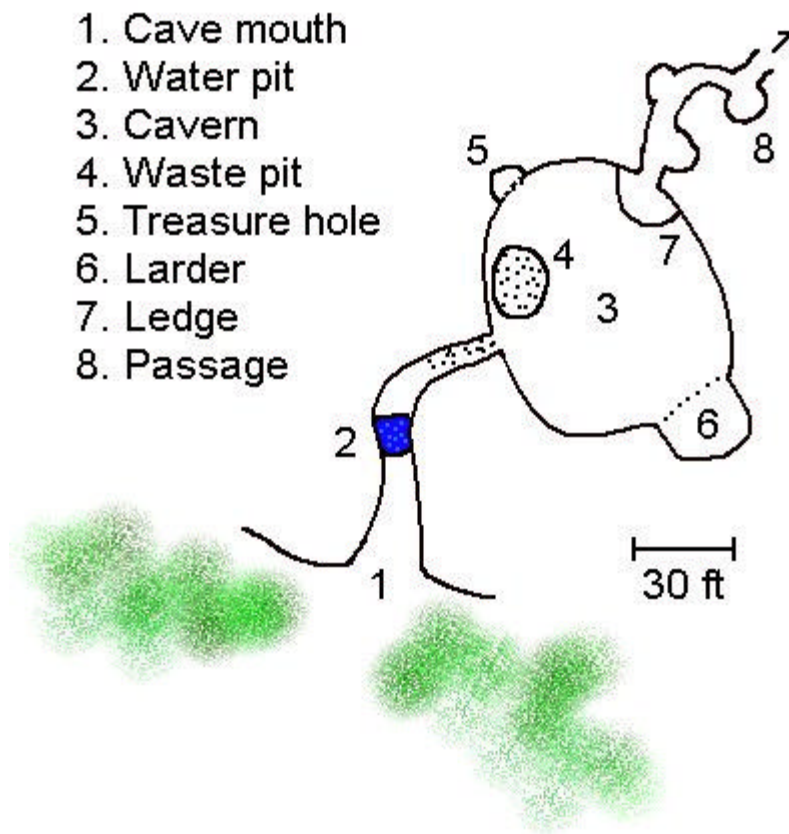 1. Cave mouth
2. Water pit
3. Cavern
4. Waste pit
5. Treasure hole
6. Larder
7. Ledge
8. Passage
5
8
4
7
3
6
2
1
30 ft